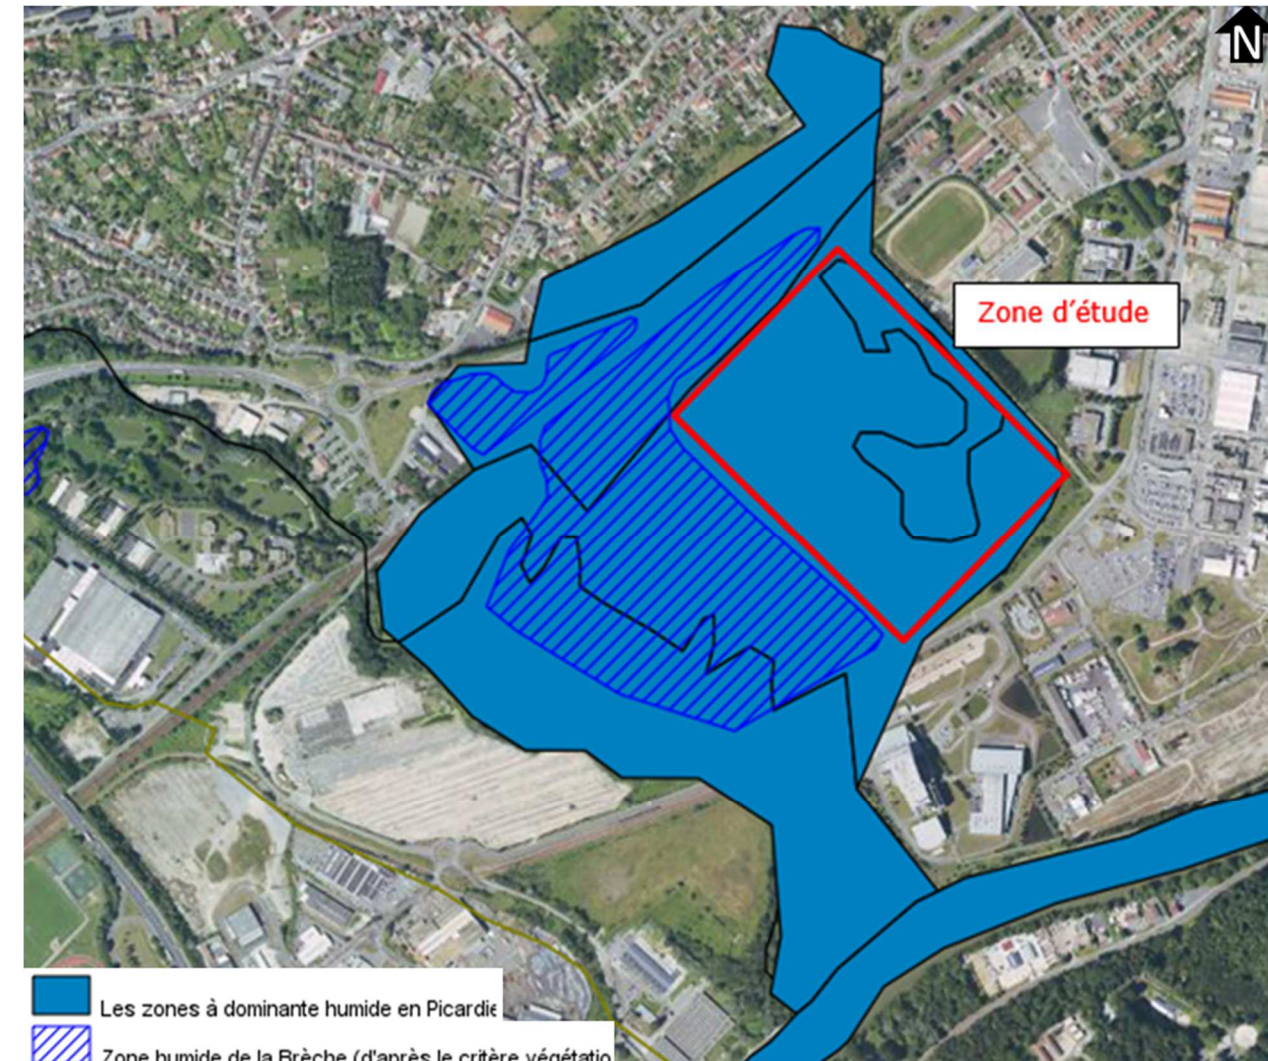 N
Zone d'étude
Les zones à dominante humide en Picardie
Zone humide de la Brèche (d'après le critère végétatio